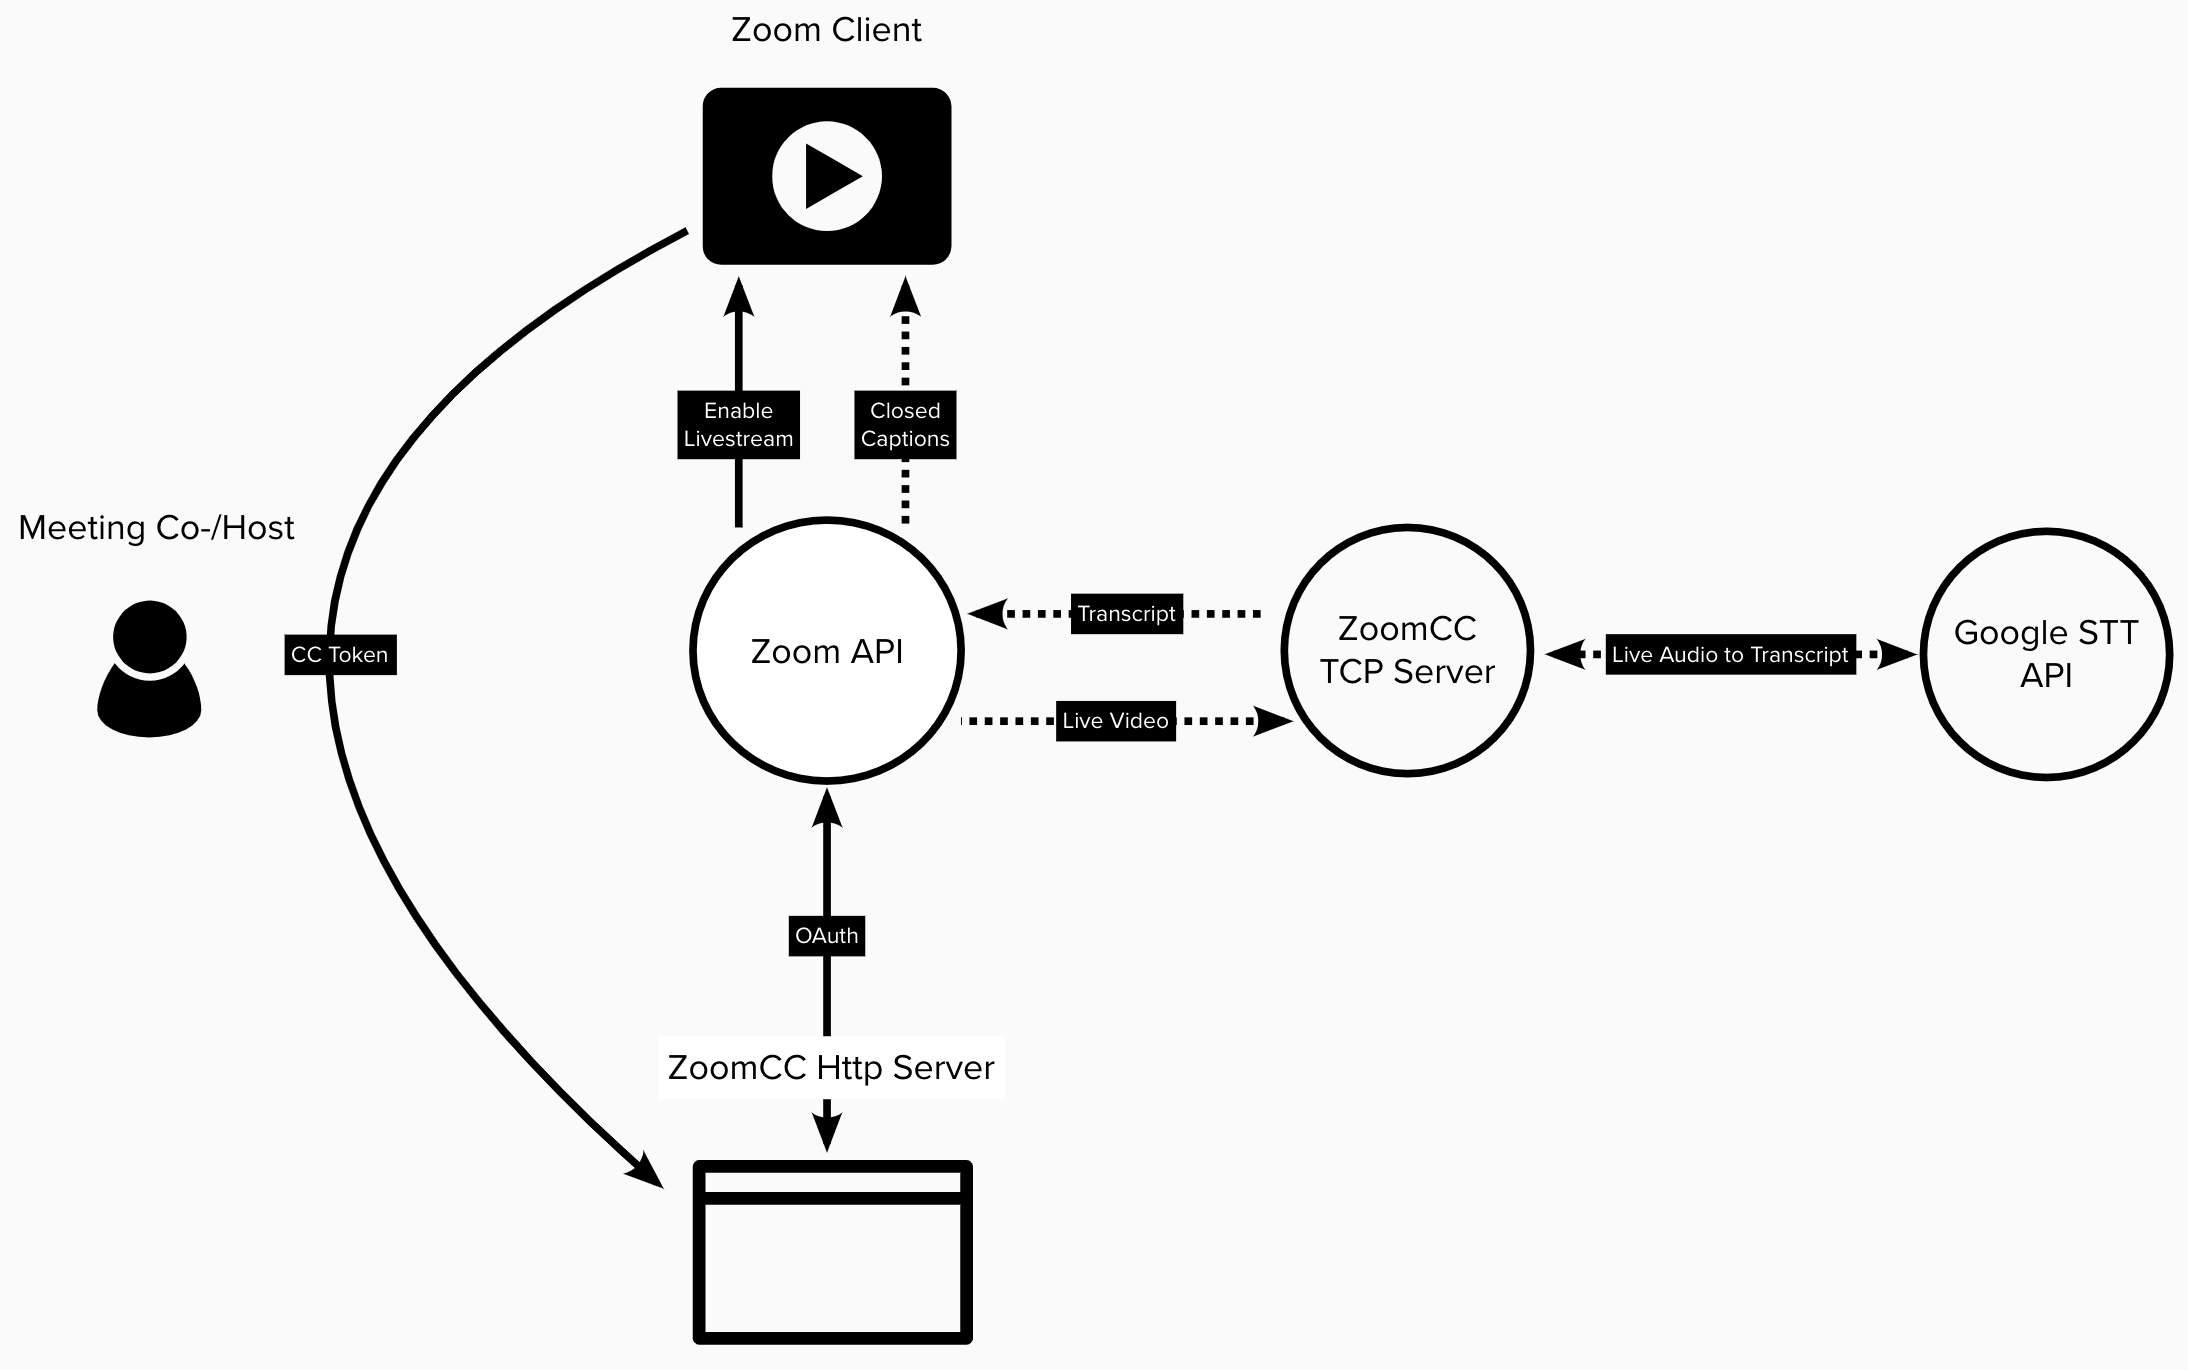 Zoom Client
Enable
Livestream
Closed
Captions
Meeting Co-/Host
CC Token
Zoom API
Transcript
Live Video
ZoomCC
TCP Server
Live Audio to Transcript
Google STT
API
OAuth
ZoomCC Http Server